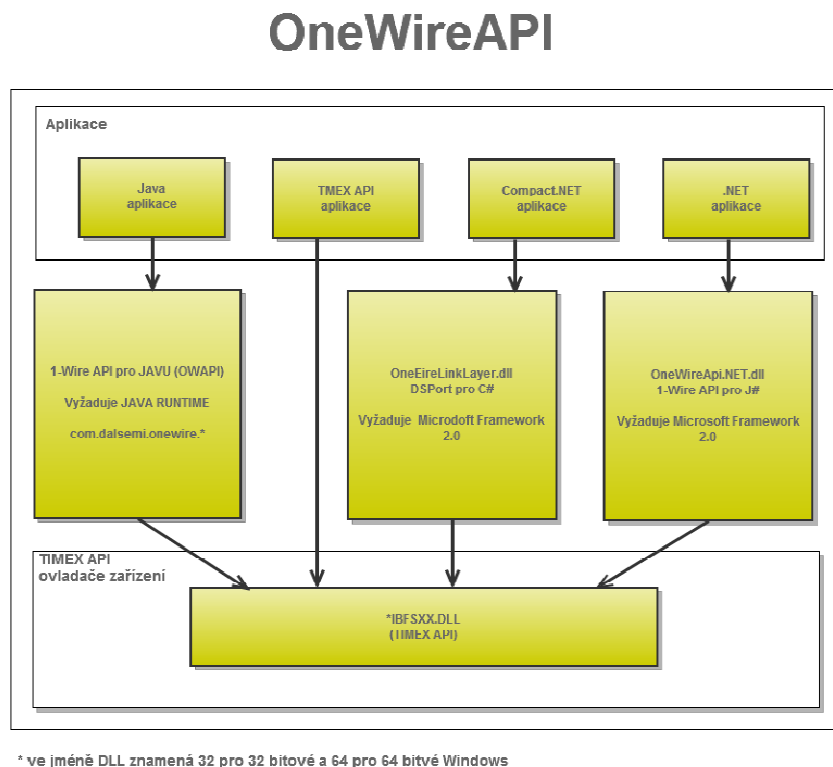 OneWireAPI
Aplikace
Java
aplikace
TMEX API
aplikace
Compact.NET
aplikace
.NET
aplikace
1-Wire API pro JAVU (OWAPI)
Vyžaduje JAVA RUNTIME
com.dalsemi.onewire.*
OneEireLinkLayer.dll
DSPort pro C#
Vyžaduje Microdoft Framework
2.0
OneWireApi.NET.dll
1-Wire API pro J#
Vyžaduje Microsoft Framework
2.0
TIMEX API
ovladače zařízení
*IBFSXX.DLL
(TIMEX API)
* ve jméně DLL znamená 32 pro 32 bitové a 64 pro 64 bitvé Windows